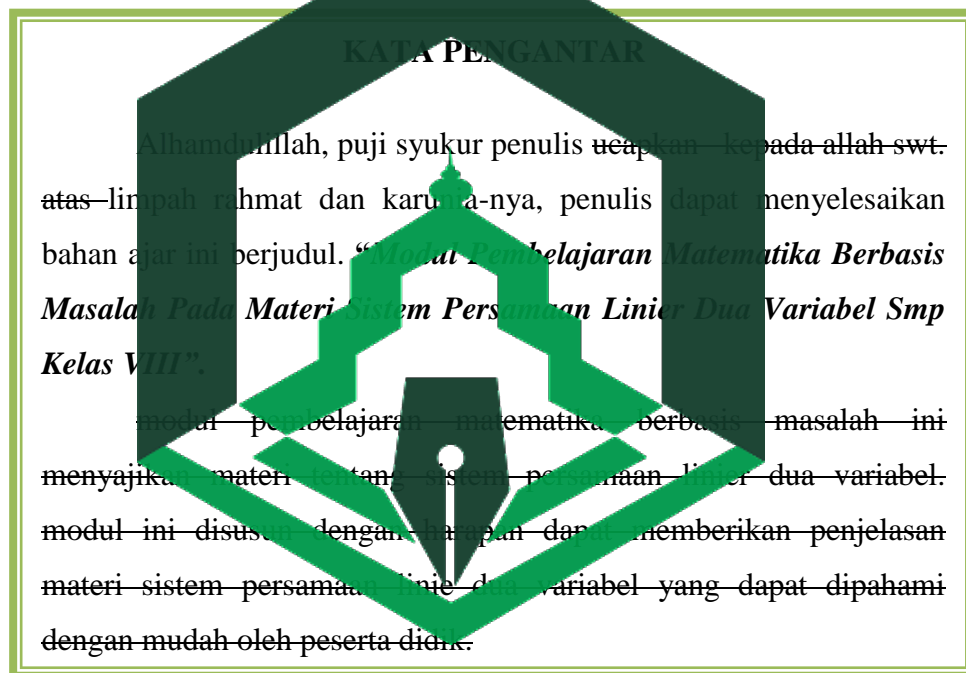 KATA PENGANTAR
Alhamdulillah, puji syukur penulis ucapkan kepada allah swt.
atas limpah rahmat dan karunia-nya, penulis dapat menyelesaikan
bahan ajar ini berjudul. “Modul Pembelajaran Matematika Berbasis
Masalah Pada Materi Sistem Persamaan Linier Dua Variabel Smp
Kelas VIII”.
modul pembelajaran matematika berbasis masalah ini
menyajikan materi tentang sistem persamaan linier dua variabel.
modul ini disusun dengan harapan dapat memberikan penjelasan
materi sistem persamaan linie dua variabel yang dapat dipahami
dengan mudah oleh peserta didik.